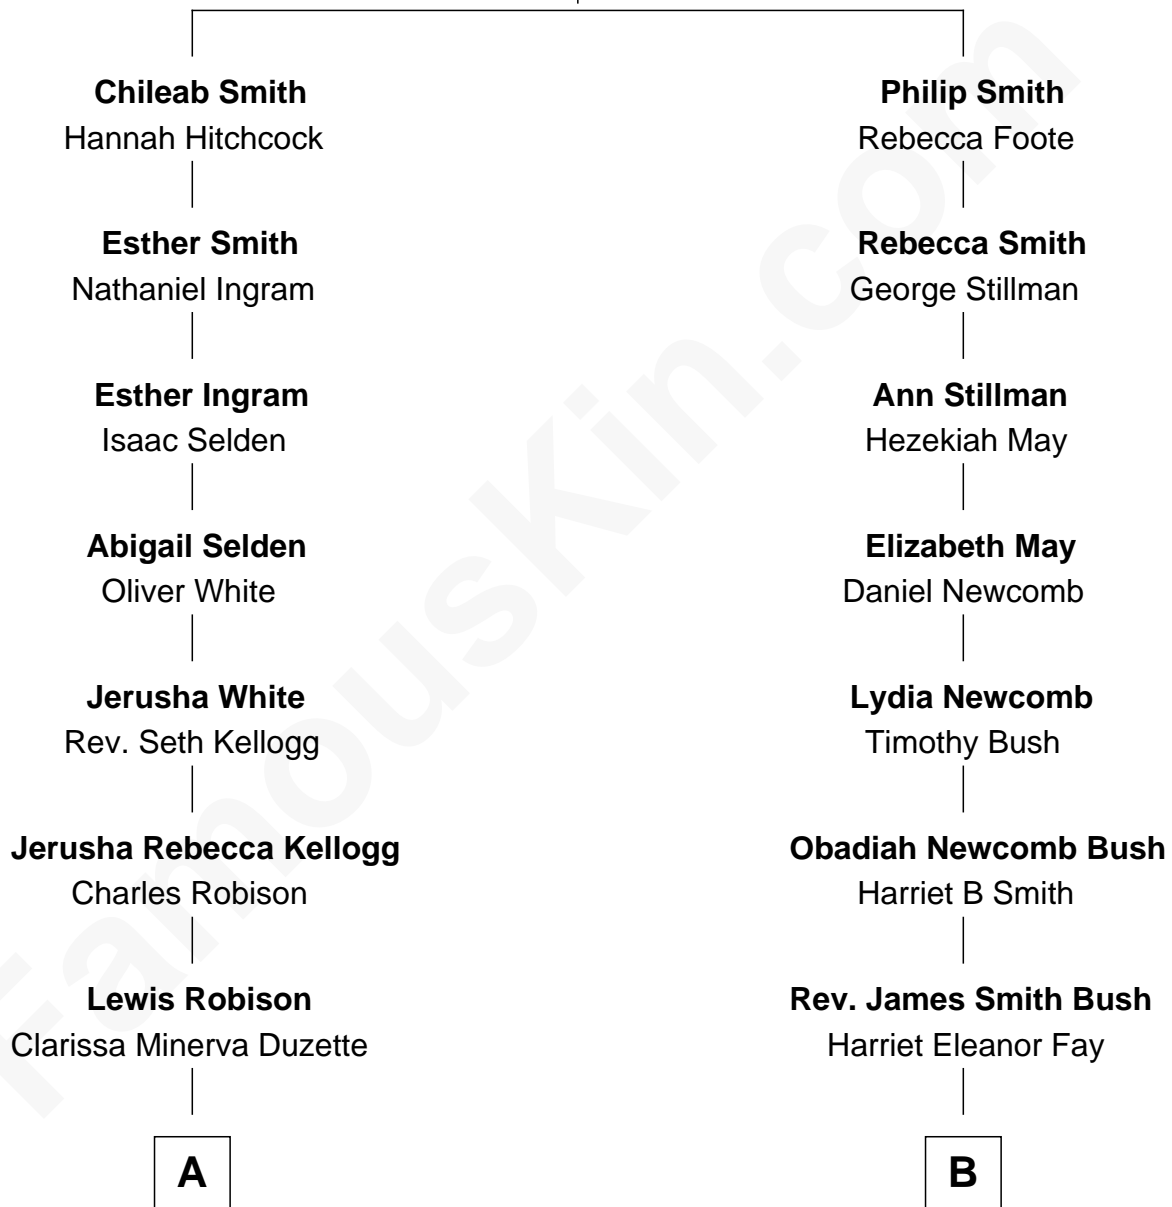 Chileab Smith
Hannah Hitchcock
Esther Smith
Nathaniel Ingram
Esther Ingram
Isaac Selden
Abigail Selden
Oliver White
Jerusha White
Rev. Seth Kellogg
Jerusha Rebecca Kellogg
Charles Robison
Lewis Robison
Clarissa Minerva Duzette
A
Philip Smith
Rebecca Foote
Rebecca Smith
George Stillman
Ann Stillman
Hezekiah May
Elizabeth May
Daniel Newcomb
Lydia Newcomb
Timothy Bush
Obadiah Newcomb Bush
Harriet B Smith
Rev. James Smith Bush
Harriet Eleanor Fay
B
FamousKin.com